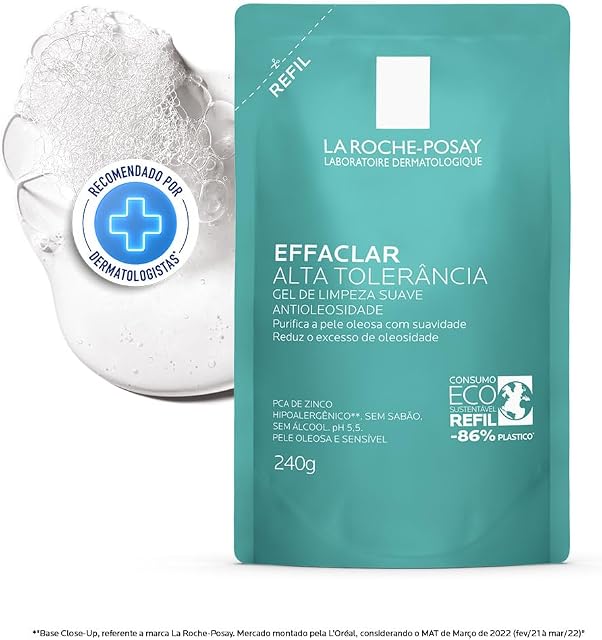 REFIL
LA ROCHE-POSAY
LABORATOIRE DERMATOLOGIQUE
RECOMENDADO POR
DERMATOLOGISTAS*
EFFACLAR
ALTA TOLERÂNCIA
GEL DE LIMPEZA SUAVE
ANTIOLEOSIDADE
Purifica a pele oleosa com suavidade
Reduz o excesso de oleosidade
PCA DE ZINCO
HIPOALERGÊNICO**, SEM SABÃO,
SEM ÁLCOOL. pH 5,5.
PELE OLEOSA E SENSÍVEL
240g
CONSUMO
ECO
SUSTENTÁVEL
REFIL
-86% PLASTICO*
**Base Close-Up, referente a marca La Roche-Posay. Mercado montado pela L'Oréal, considerando o MAT de Março de 2022 (fev/21 à mar/22)*